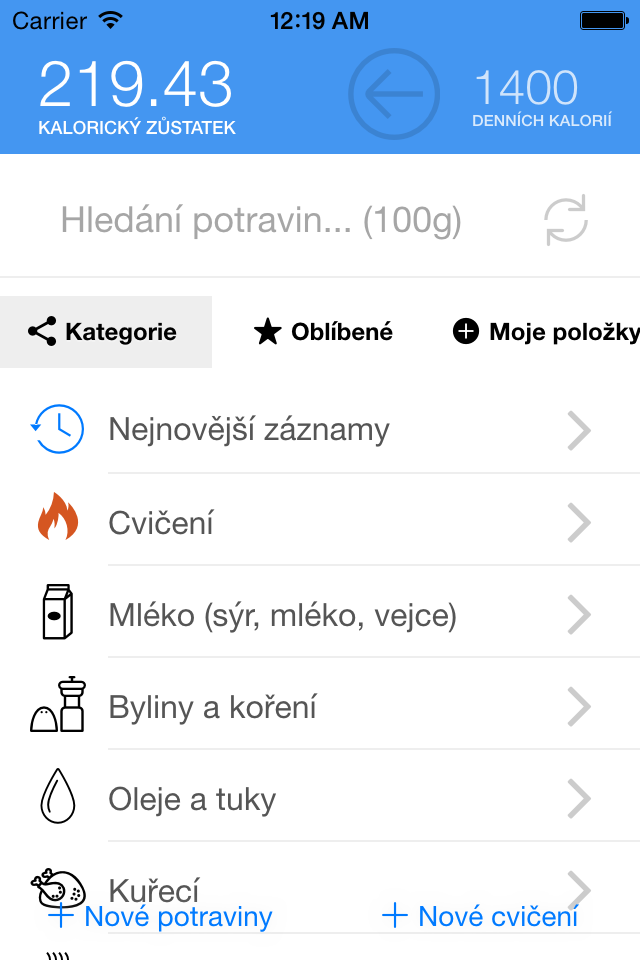 Carrier 12:19 AM
219.43 1400
KALORICKÝ ZŮSTATEK DENNÍCH KALORIÍ
Hledání potravin... (100g)
Kategorie Oblíbené Moje položky
Nejnovější záznamy
Cvičení
Mléko (sýr, mléko, vejce)
Byliny a koření
Oleje a tuky
Kuřecí
Nové potraviny Nové cvičení